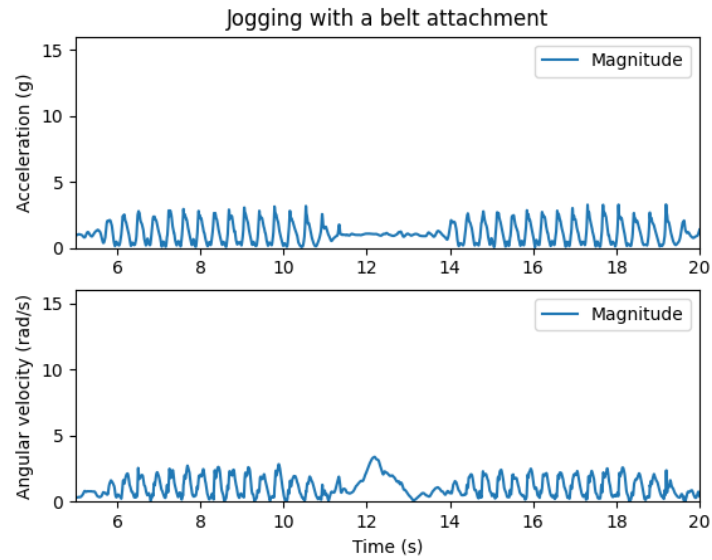 Jogging with a belt attachment
Acceleration (g)
15
10
5
0
Magnitude
6 8 10 12 14 16 18 20
Angular velocity (rad/s)
15
10
5
0
Magnitude
6 8 10 12 14 16 18 20
Time (s)